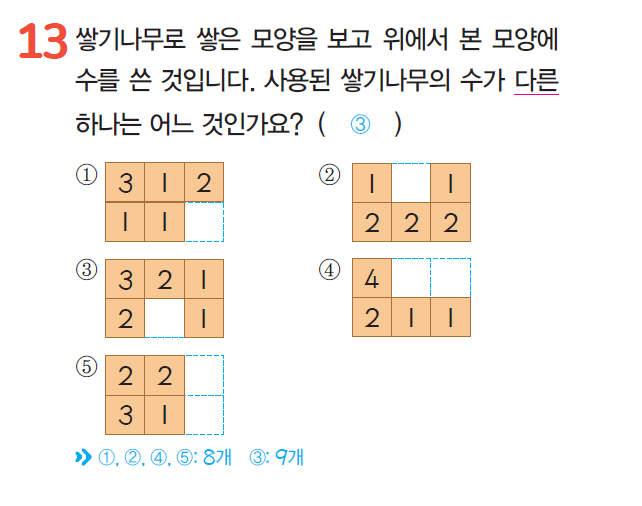 13 쌓기나무로 쌓은 모양을 보고 위에서 본 모양에
수를 쓴 것입니다. 사용된 쌓기나무의 수가 다른
하나는 어느 것인가요? ( ③ )
① 3 1 2
1 1
② 1 1
2 2 2
③ 3 2 1
2 1
④ 4
2 1 1
⑤ 2 2
3 1
①, ②, ④, ⑤: 8개 ③: 9개